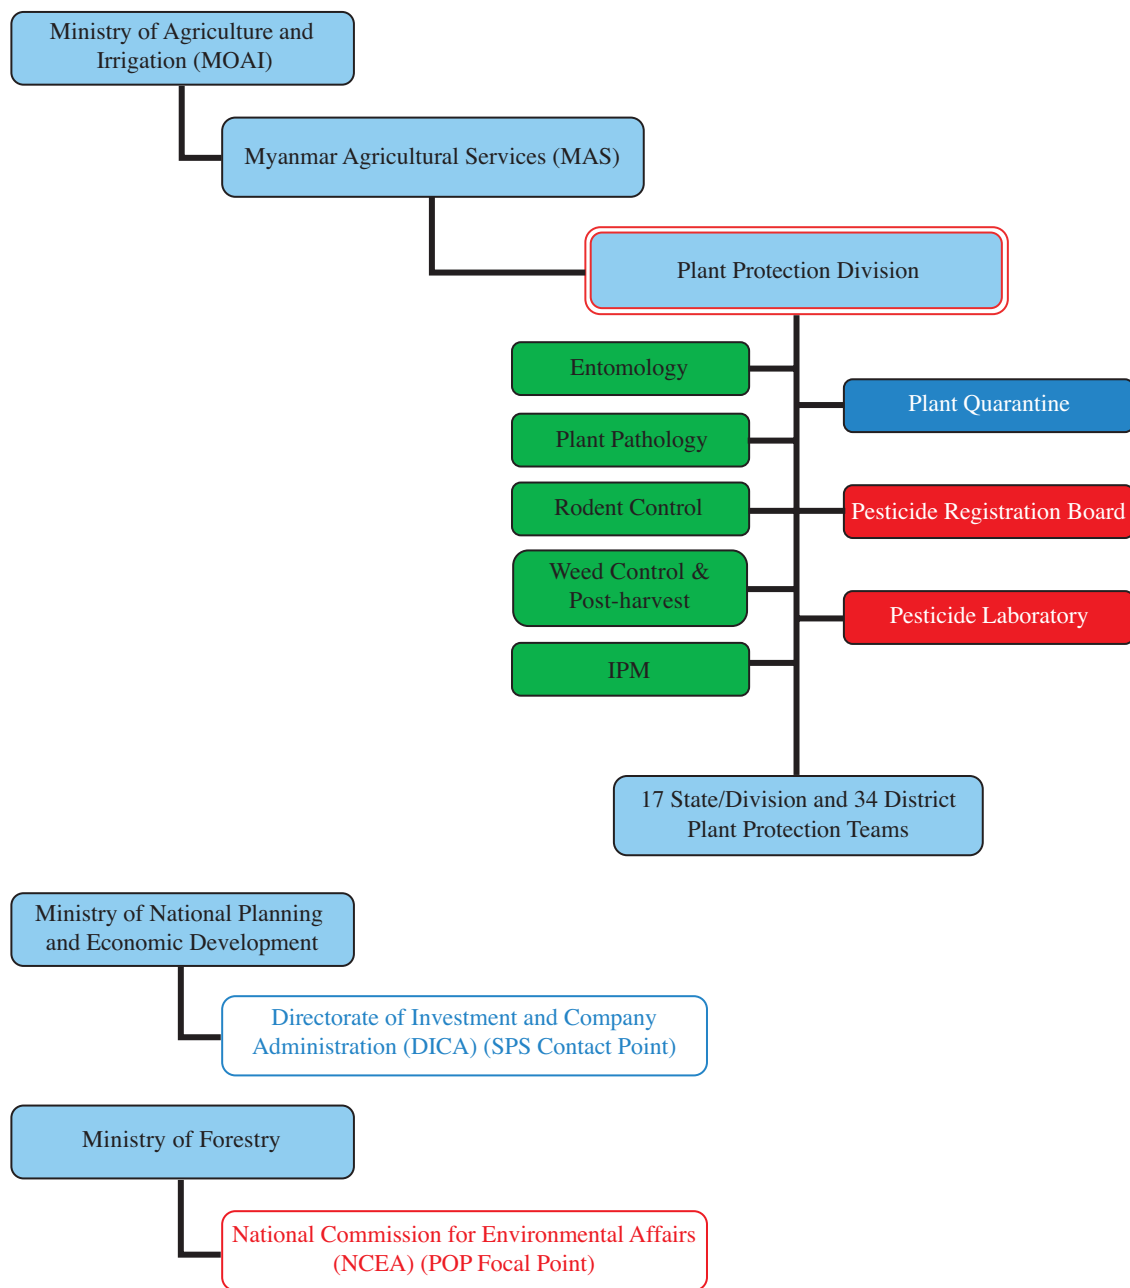 Ministry of Agriculture and
Irrigation (MOAI)
Myanmar Agricultural Services (MAS)
Plant Protection Division
Entomology
Plant Quarantine
Plant Pathology
Rodent Control
Pesticide Registration Board
Weed Control &
Post-harvest
Pesticide Laboratory
IPM
17 State/Division and 34 District
Plant Protection Teams
Ministry of National Planning
and Economic Development
Directorate of Investment and Company
Administration (DICA) (SPS Contact Point)
Ministry of Forestry
National Commission for Environmental Affairs
(NCEA) (POP Focal Point)